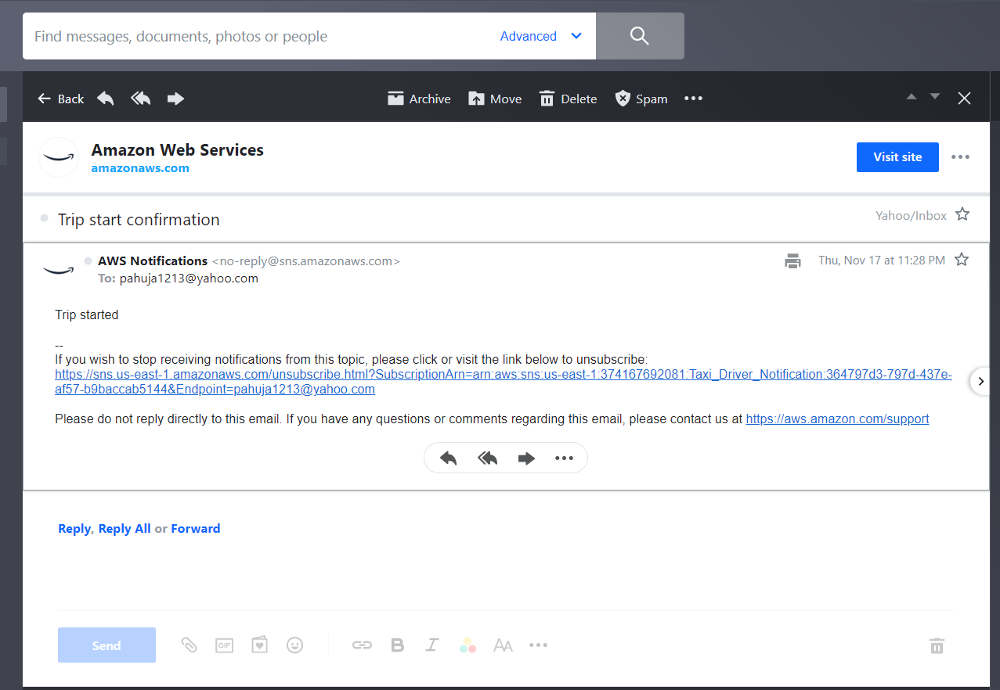 Find messages, documents, photos or people Advanced
Back Archive Move Delete Spam
Amazon Web Services
amazonaws.com
Visit site
Trip start confirmation Yahoo/Inbox
AWS Notifications <no-reply@sns.amazonaws.com> Thu, Nov 17 at 11:28 PM
To: pahuja1213@yahoo.com
Trip started
--
If you wish to stop receiving notifications from this topic, please click or visit the link below to unsubscribe:
https://sns.us-east-1.amazonaws.com/unsubscribe.html?SubscriptionArn=arn:aws:sns:us-east-1:374167692081:Taxi_Driver_Notification:364797d3-797d-437e-
af57-b9baccab5144&Endpoint=pahuja1213@yahoo.com
Please do not reply directly to this email. If you have any questions or comments regarding this email, please contact us at https://aws.amazon.com/support
Reply, Reply All or Forward
Send GIF B I AA